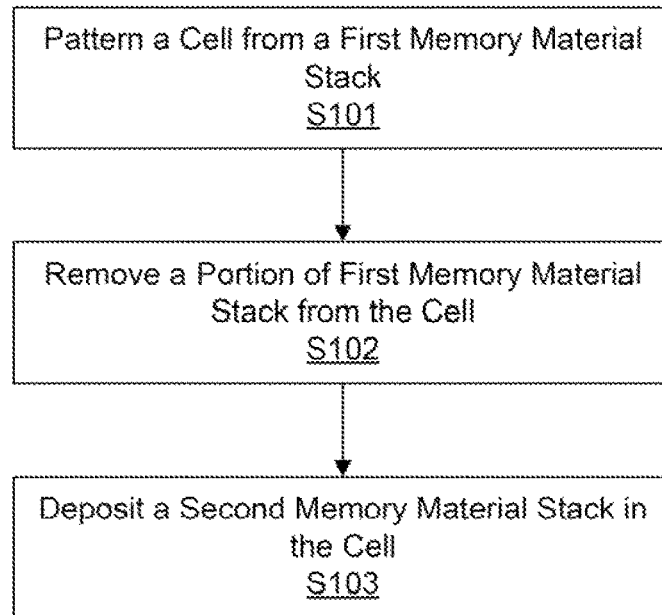 Pattern a Cell from a First Memory Material
Stack
S101
Remove a Portion of First Memory Material
Stack from the Cell
S102
Deposit a Second Memory Material Stack in
the Cell
S103